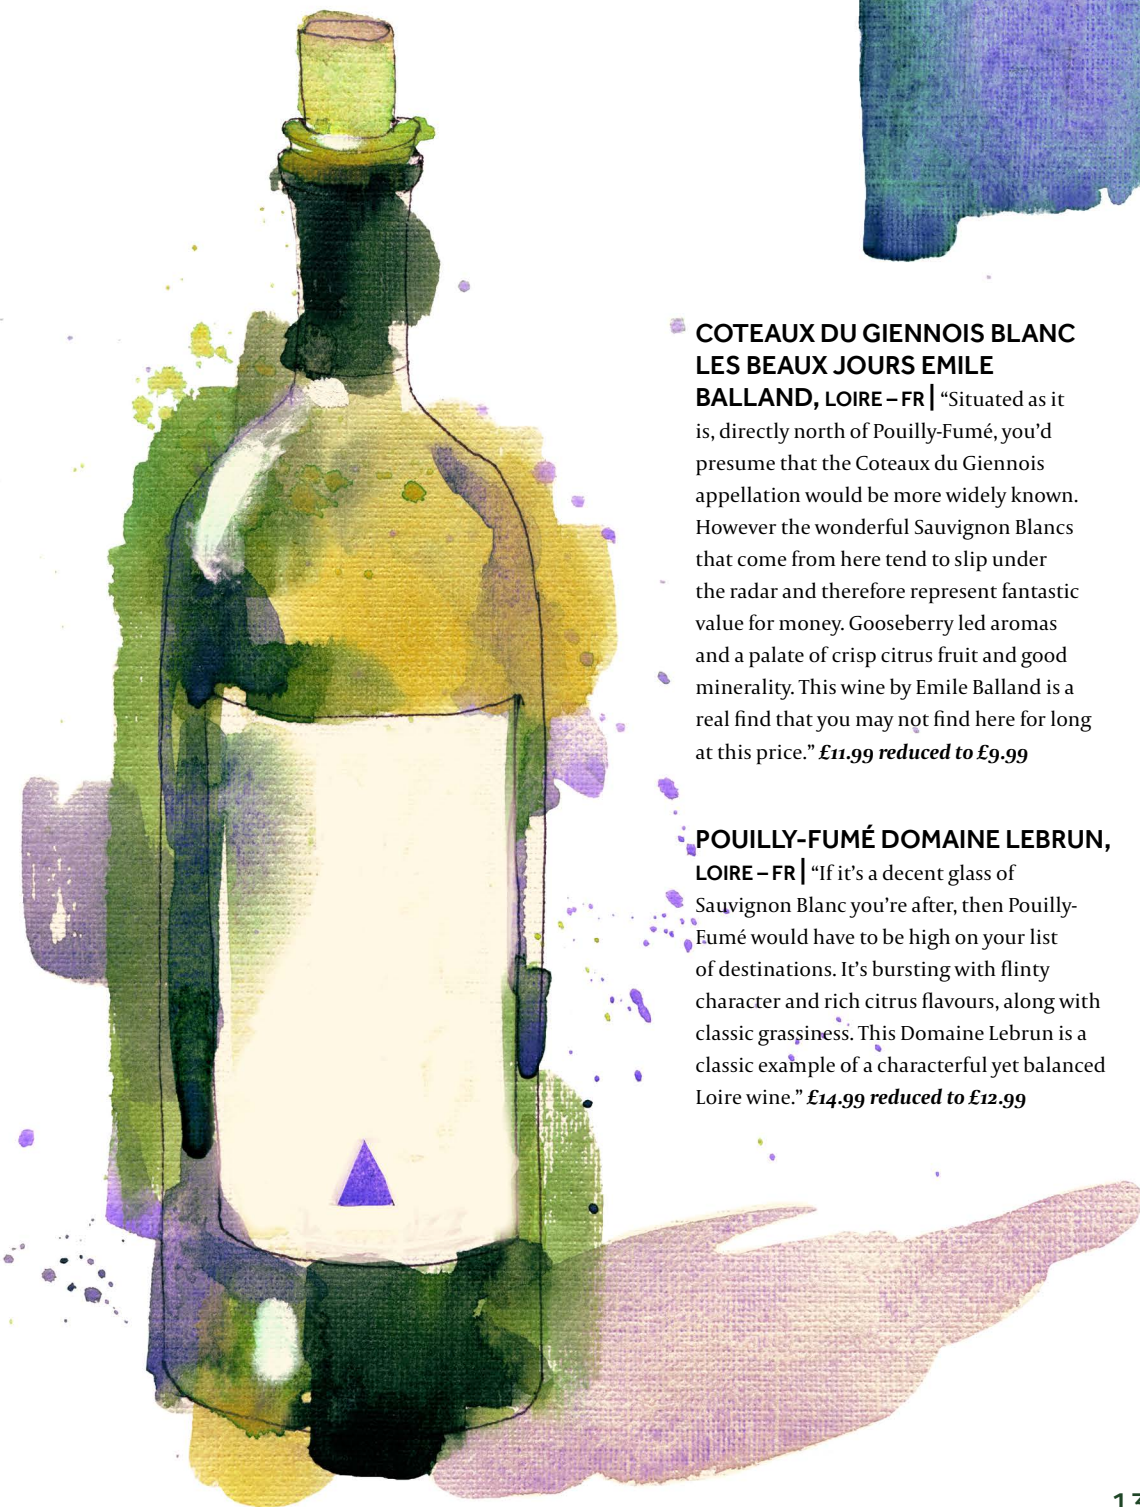 COTEAUX DU GIENNOIS BLANC
LES BEAUX JOURS EMILE
BALLAND, LOIRE – FR | “Situated as it
is, directly north of Pouilly-Fumé, you’d
presume that the Coteaux du Giennois
appellation would be more widely known.
However the wonderful Sauvignon Blancs
that come from here tend to slip under
the radar and therefore represent fantastic
value for money. Gooseberry led aromas
and a palate of crisp citrus fruit and good
minerality. This wine by Emile Balland is a
real find that you may not find here for long
at this price.” £11.99 reduced to £9.99
POUILLY-FUMÉ DOMAINE LEBRUN,
LOIRE – FR | “If it’s a decent glass of
Sauvignon Blanc you’re after, then Pouilly-
Fumé would have to be high on your list
of destinations. It’s bursting with flinty
character and rich citrus flavours, along with
classic grassiness. This Domaine Lebrun is a
classic example of a characterful yet balanced
Loire wine.” £14.99 reduced to £12.99